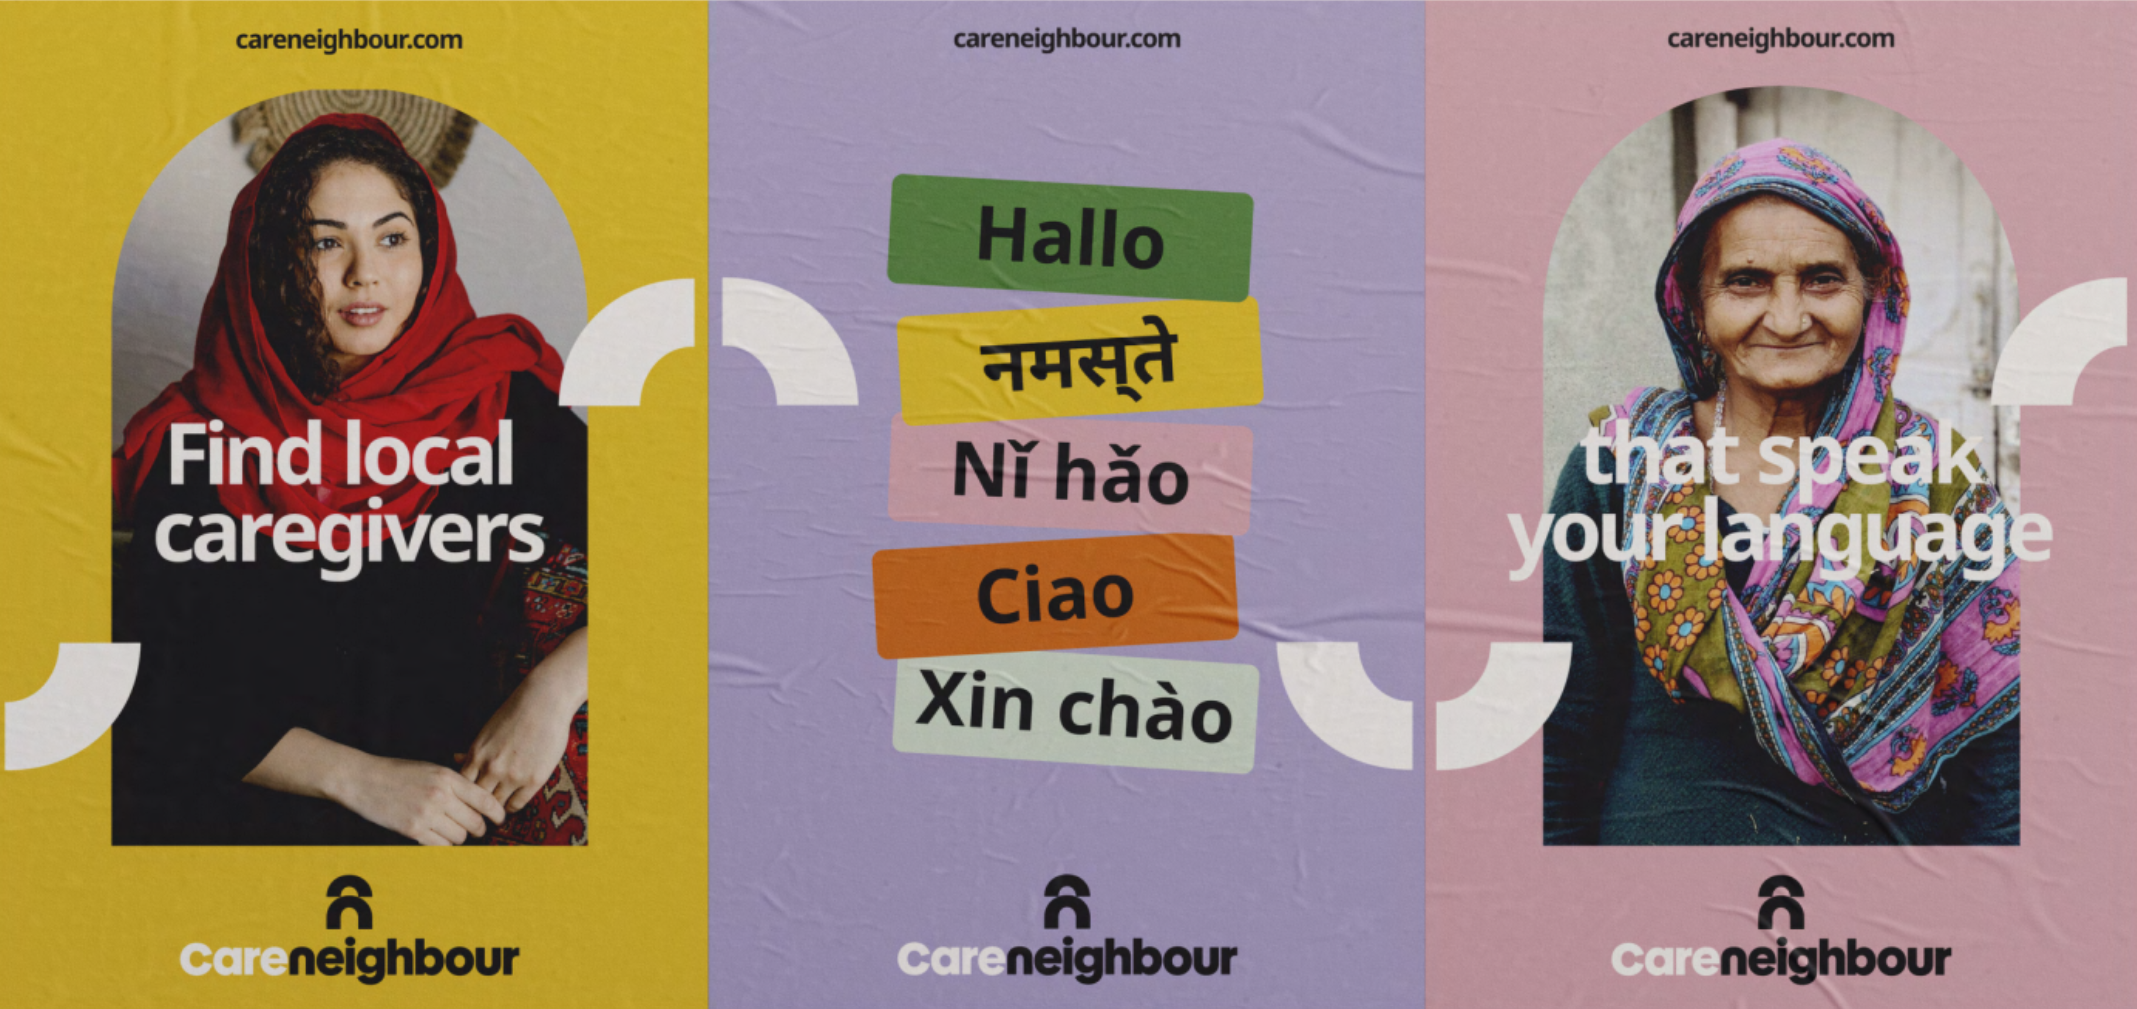 careneighbour.com
Find local
caregivers
Careneighbour
careneighbour.com
Hallo
नमस्ते
Nǐ hǎo
Ciao
Xin chào
Careneighbour
careneighbour.com
that speak
your language
Careneighbour